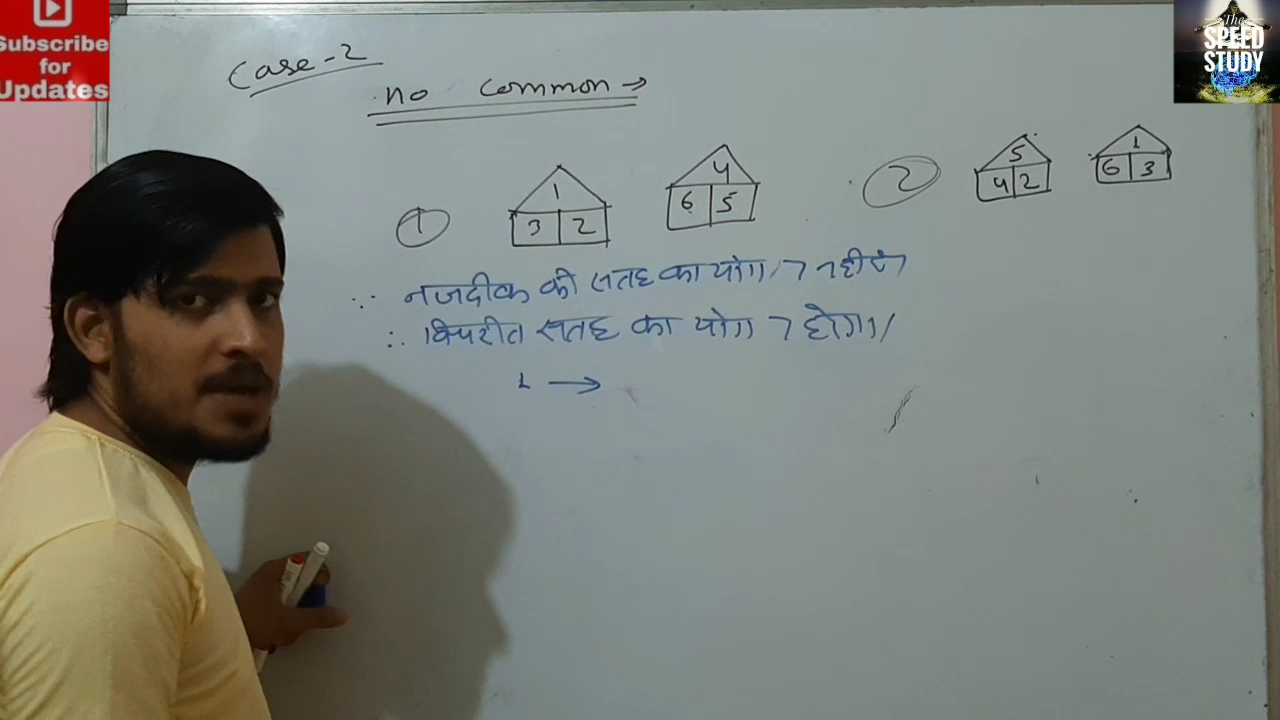 Subscribe
for
Updates
The
SPEED
STUDY
Case-2
no common →
① 1 3 2 4 6 5 ② 5 4 2 1 6 3
∵ नजदीक की सतह का योग 7 नहीं है
∴ विपरीत सतह का योग 7 होगा।
1 →